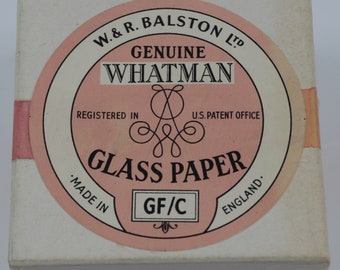 W. & R. BALSTON LTD
GENUINE
WHATMAN
REGISTERED IN U.S. PATENT OFFICE
GLASS PAPER
GF/C
·MADE IN ENGLAND·